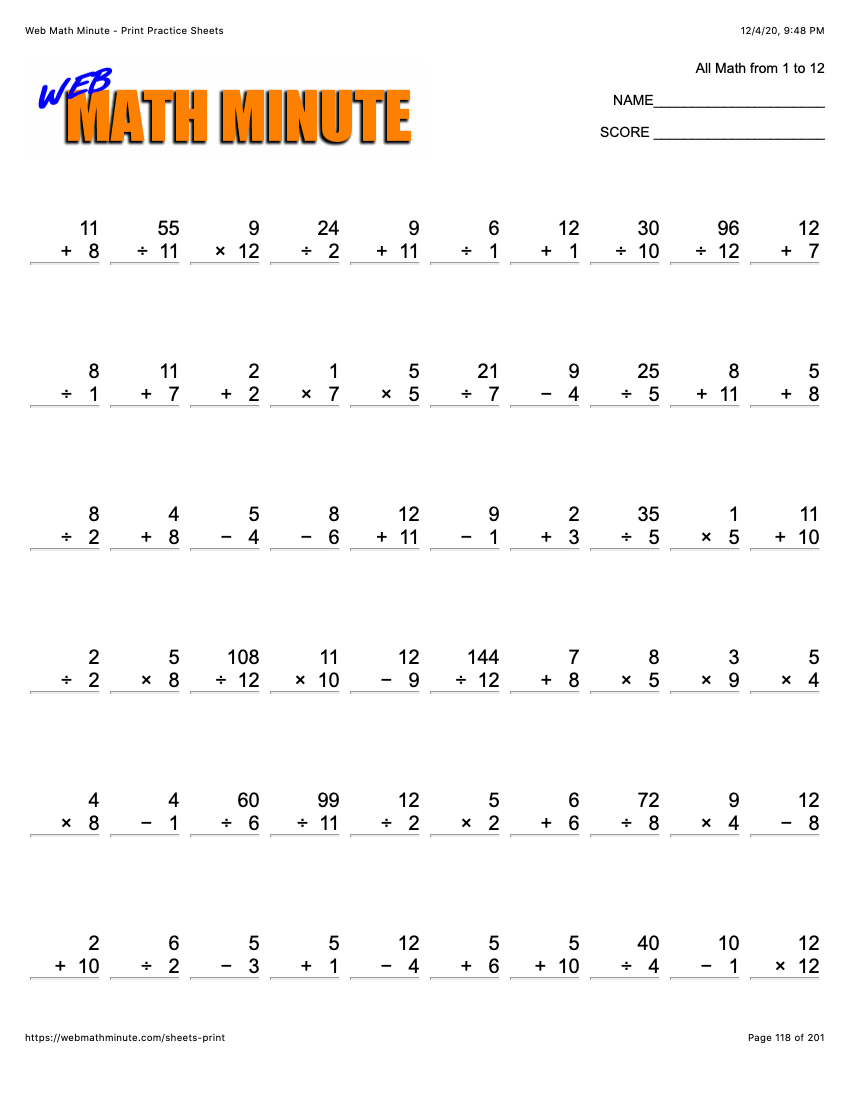 Web Math Minute - Print Practice Sheets 12/4/20, 9:48 PM
WEB
MATH MINUTE
All Math from 1 to 12
NAME______________________
SCORE ______________________
11 55 9 24 9 6 12 30 96 12
+ 8 ÷ 11 × 12 ÷ 2 + 11 ÷ 1 + 1 ÷ 10 ÷ 12 + 7
8 11 2 1 5 21 9 25 8 5
÷ 1 + 7 + 2 × 7 × 5 ÷ 7 − 4 ÷ 5 + 11 + 8
8 4 5 8 12 9 2 35 1 11
÷ 2 + 8 − 4 − 6 + 11 − 1 + 3 ÷ 5 × 5 + 10
2 5 108 11 12 144 7 8 3 5
÷ 2 × 8 ÷ 12 × 10 − 9 ÷ 12 + 8 × 5 × 9 × 4
4 4 60 99 12 5 6 72 9 12
× 8 − 1 ÷ 6 ÷ 11 ÷ 2 × 2 + 6 ÷ 8 × 4 − 8
2 6 5 5 12 5 5 40 10 12
+ 10 ÷ 2 − 3 + 1 − 4 + 6 + 10 ÷ 4 − 1 × 12
https://webmathminute.com/sheets-print Page 118 of 201